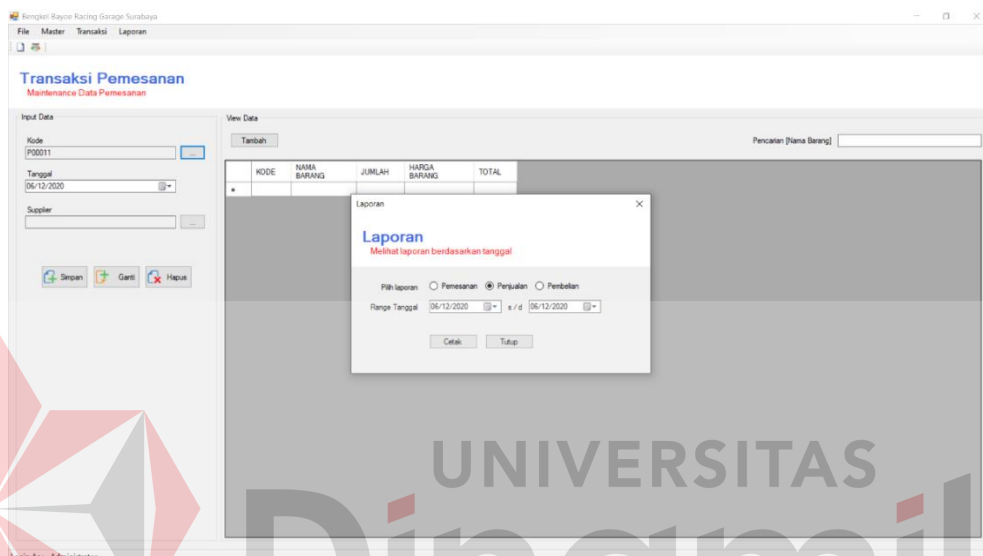 Bengkel Bayce Racing Garage Surabaya
File Master Transaksi Laporan
Transaksi Pemesanan
Maintenance Data Pemesanan
Input Data
Kode
P00011
...
Tanggal
06/12/2020
Supplier
...
Simpan Ganti Hapus
View Data
Tambah
Pencarian [Nama Barang]
KODE NAMA BARANG JUMLAH HARGA BARANG TOTAL
Laporan
Laporan
Melihat laporan berdasarkan tanggal
Pilih laporan Pemesanan Penjualan Pembelian
Range Tanggal 06/12/2020 s/d 06/12/2020
Cetak Tutup
UNIVERSITAS